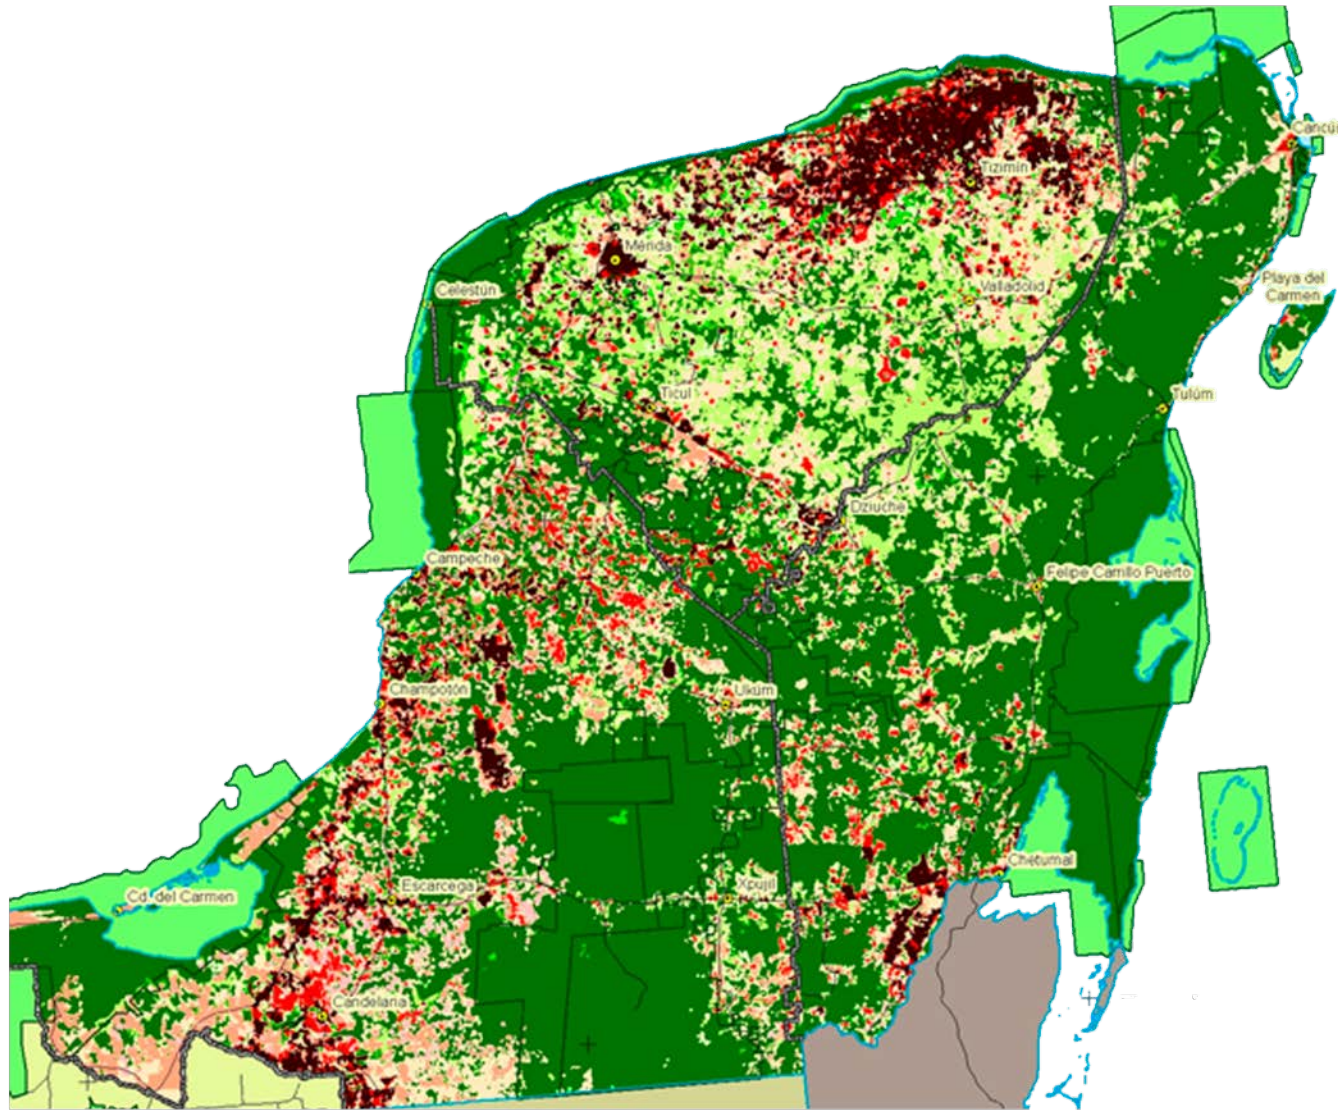 Cancún
Tizimín
Mérida
Playa del
Carmen
Valladolid
Celestún
Ticul
Tulúm
Dziuche
Campeche
Felipe Carrillo Puerto
Champotón
Ukum
Chetumal
Cd. del Carmen
Escarcega
Xpujil
Candelaria